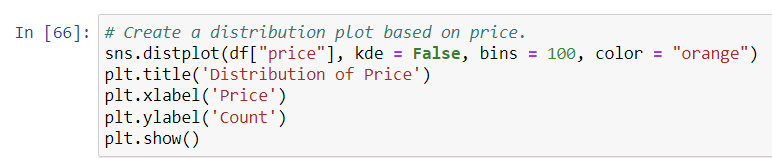 In [66]: # Create a distribution plot based on price.
sns.distplot(df["price"], kde = False, bins = 100, color = "orange")
plt.title('Distribution of Price')
plt.xlabel('Price')
plt.ylabel('Count')
plt.show()